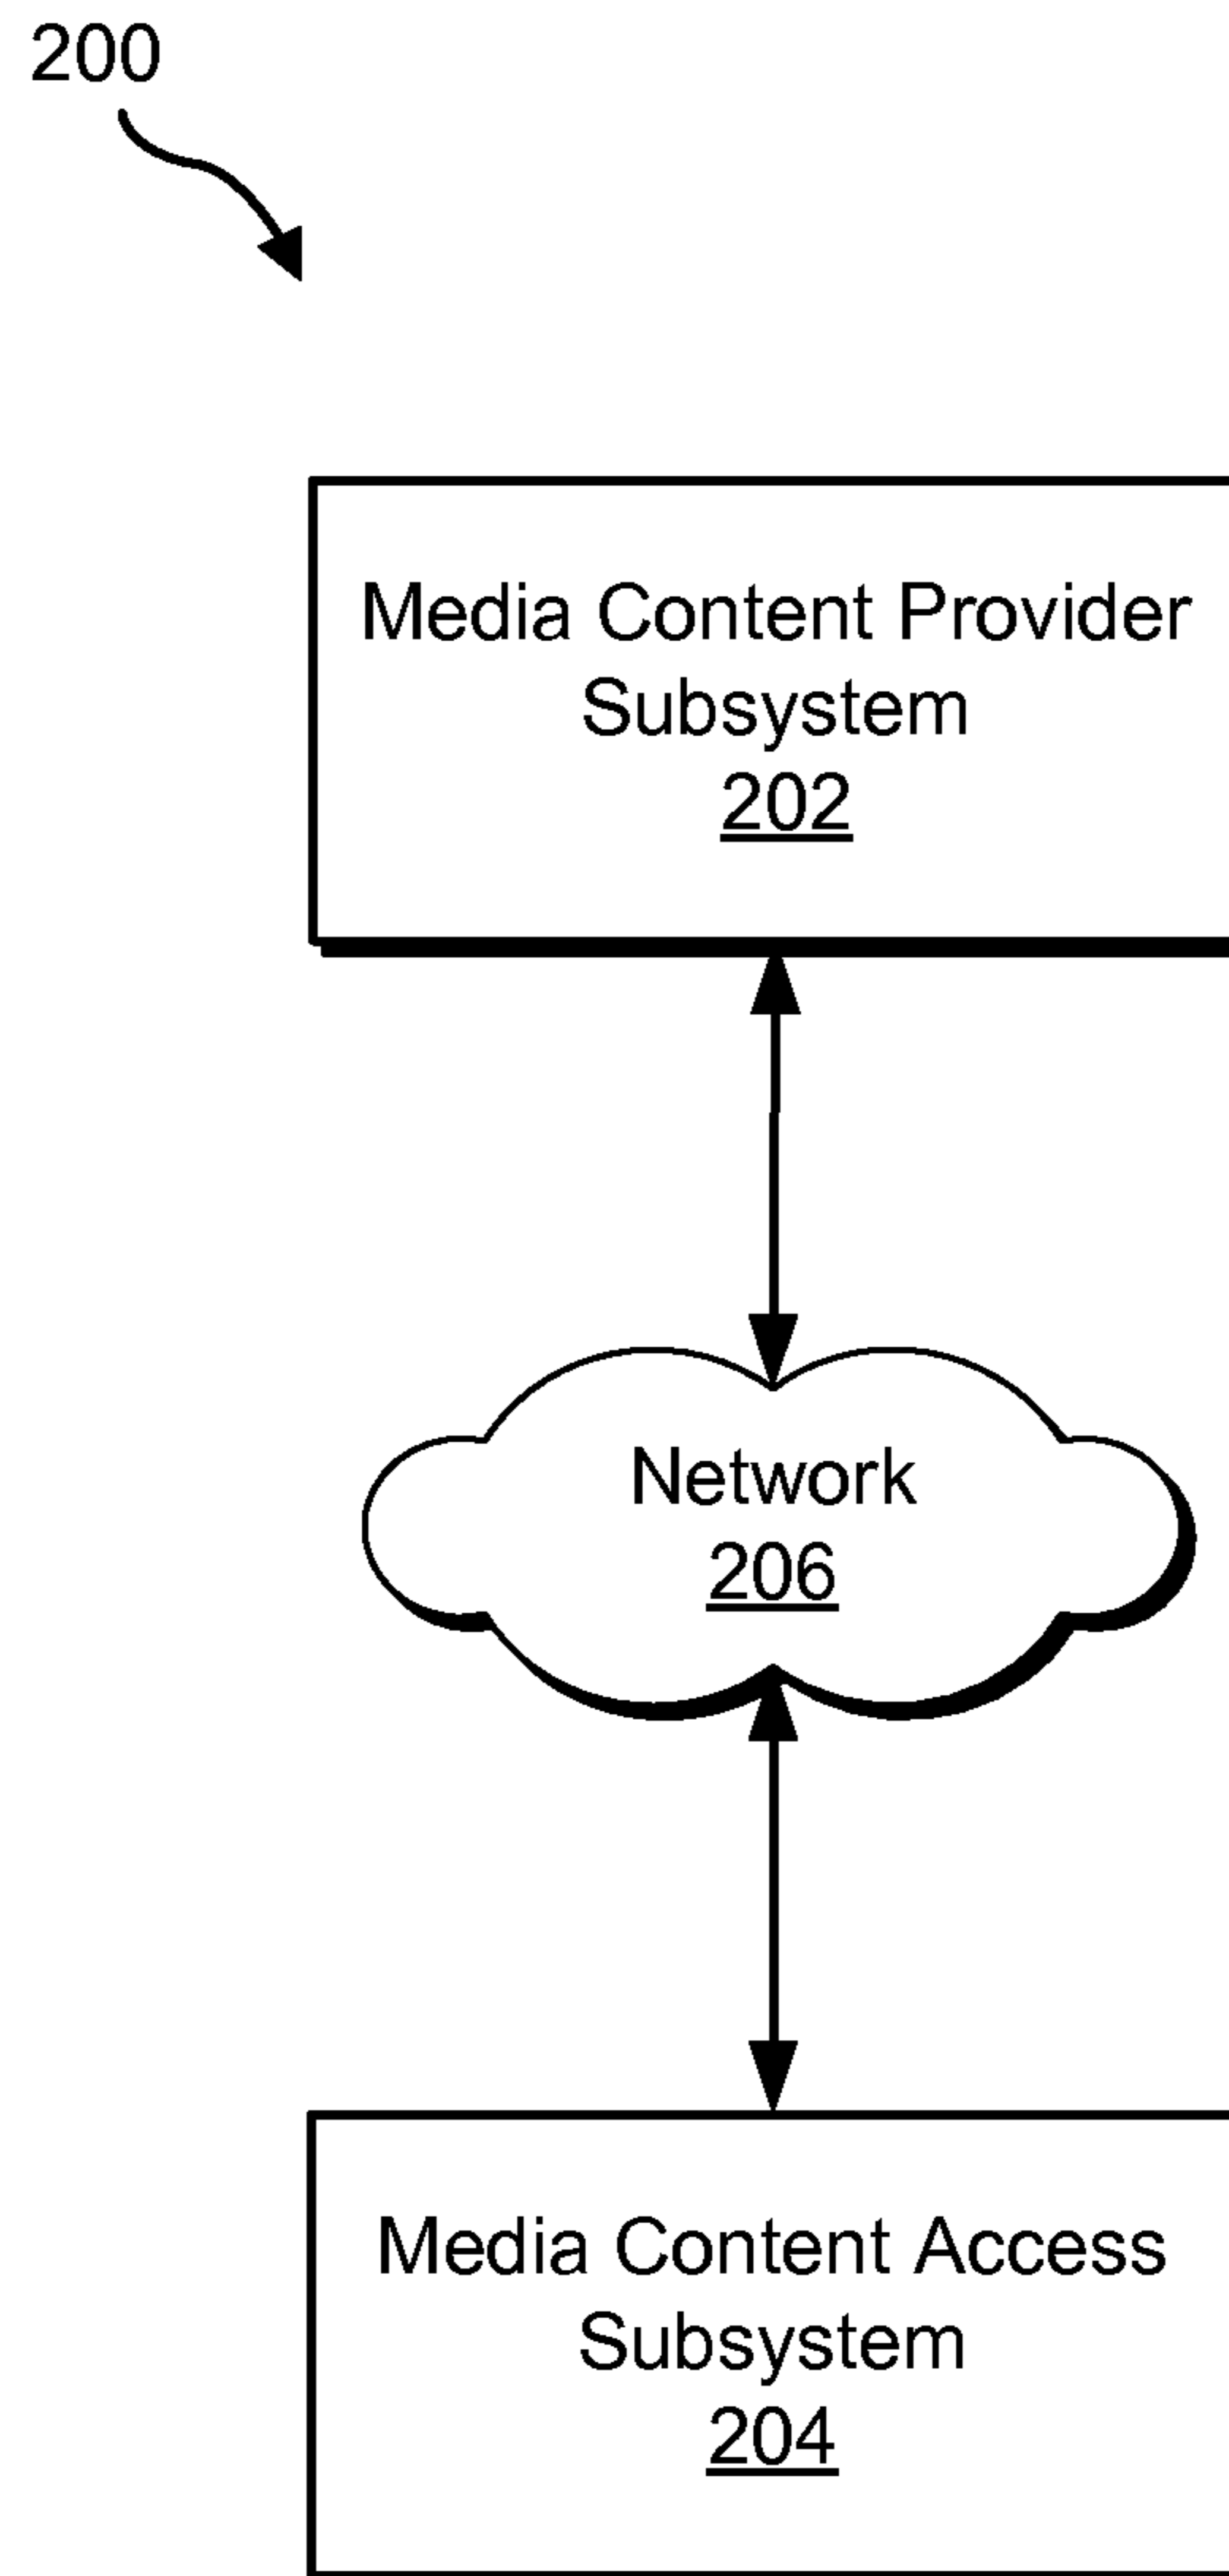 200
Media Content Provider
Subsystem
202
Network
206
Media Content Access
Subsystem
204